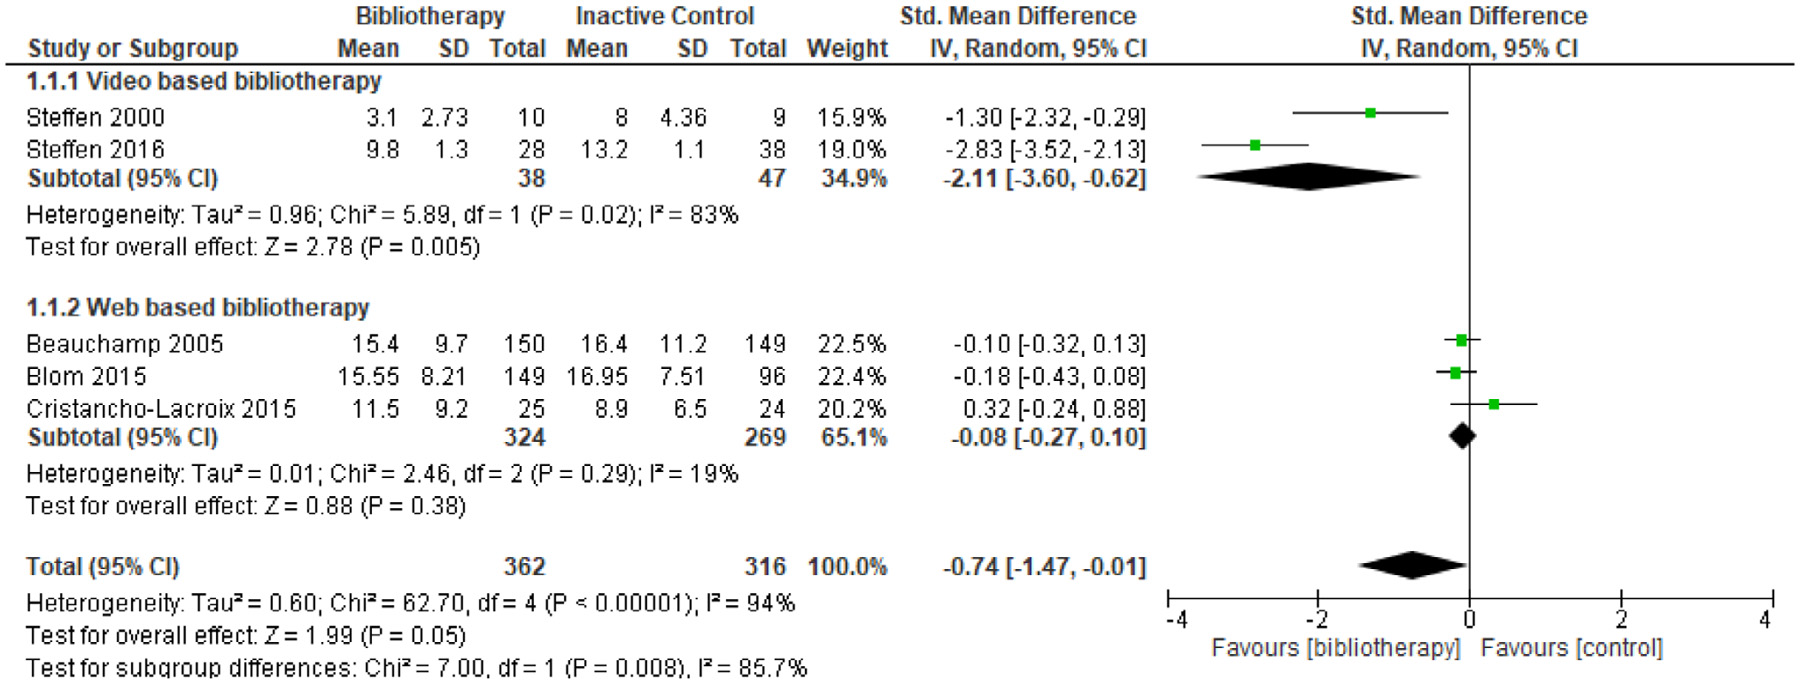 Bibliotherapy Inactive Control Std. Mean Difference Std. Mean Difference
Study or Subgroup Mean SD Total Mean SD Total Weight IV, Random, 95% CI IV, Random, 95% CI
1.1.1 Video based bibliotherapy
Steffen 2000 3.1 2.73 10 8 4.36 9 15.9% -1.30 [-2.32, -0.29]
Steffen 2016 9.8 1.3 28 13.2 1.1 38 19.0% -2.83 [-3.52, -2.13]
Subtotal (95% CI) 38 47 34.9% -2.11 [-3.60, -0.62]
Heterogeneity: Tau² = 0.96; Chi² = 5.89, df = 1 (P = 0.02); I² = 83%
Test for overall effect: Z = 2.78 (P = 0.005)
1.1.2 Web based bibliotherapy
Beauchamp 2005 15.4 9.7 150 16.4 11.2 149 22.5% -0.10 [-0.32, 0.13]
Blom 2015 15.55 8.21 149 16.95 7.51 96 22.4% -0.18 [-0.43, 0.08]
Cristancho-Lacroix 2015 11.5 9.2 25 8.9 6.5 24 20.2% 0.32 [-0.24, 0.88]
Subtotal (95% CI) 324 269 65.1% -0.08 [-0.27, 0.10]
Heterogeneity: Tau² = 0.01; Chi² = 2.46, df = 2 (P = 0.29); I² = 19%
Test for overall effect: Z = 0.88 (P = 0.38)
Total (95% CI) 362 316 100.0% -0.74 [-1.47, -0.01]
Heterogeneity: Tau² = 0.60; Chi² = 62.70, df = 4 (P < 0.00001); I² = 94%
Test for overall effect: Z = 1.99 (P = 0.05)
Test for subgroup differences: Chi² = 7.00, df = 1 (P = 0.008), I² = 85.7%
-4 -2 0 2 4
Favours [bibliotherapy] Favours [control]